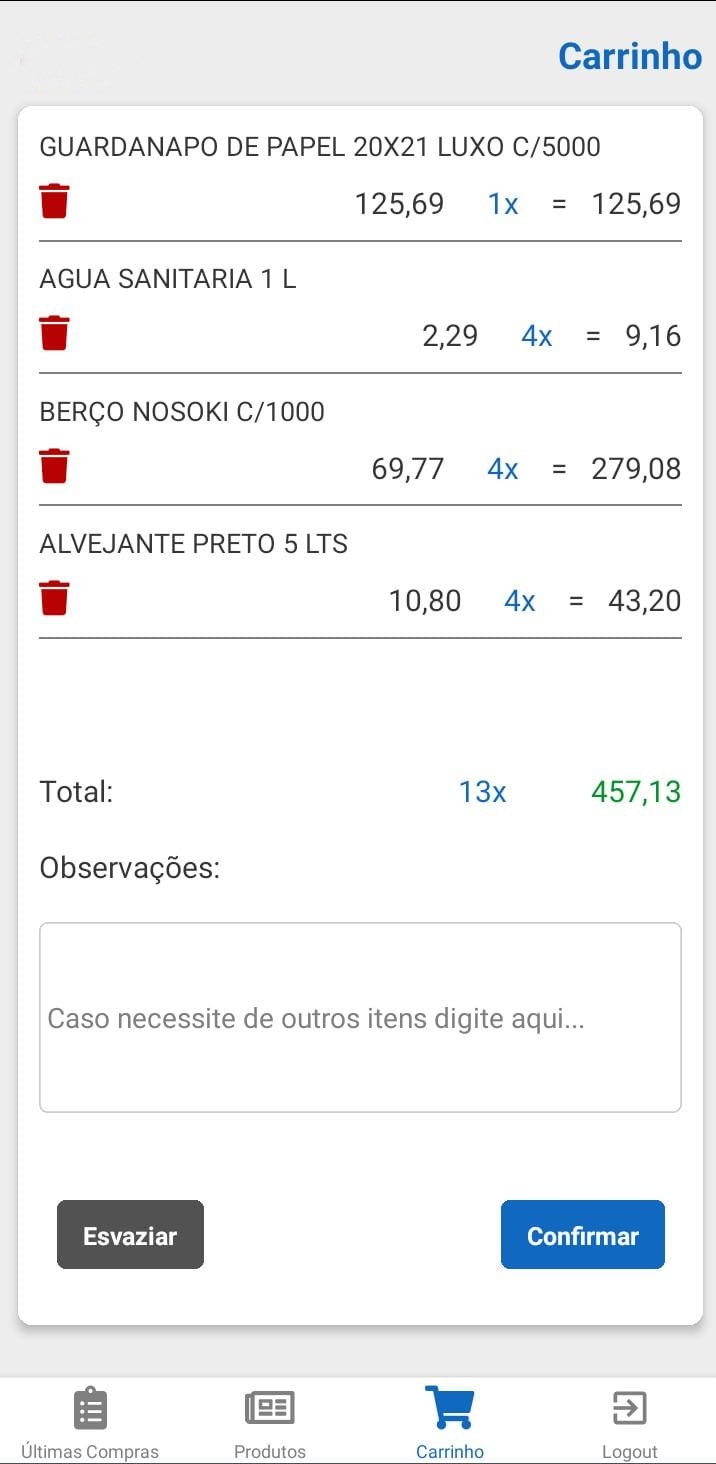 Carrinho
GUARDANAPO DE PAPEL 20X21 LUXO C/5000
125,69 1x = 125,69
AGUA SANITARIA 1 L
2,29 4x = 9,16
BERÇO NOSOKI C/1000
69,77 4x = 279,08
ALVEJANTE PRETO 5 LTS
10,80 4x = 43,20
Total: 13x 457,13
Observações:
Caso necessite de outros itens digite aqui...
Esvaziar Confirmar
Últimas Compras Produtos Carrinho Logout